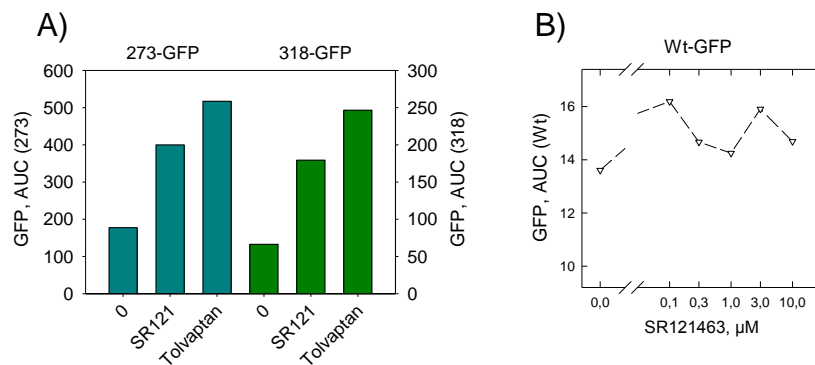 A)
273-GFP 318-GFP
600
500
400
300
200
100
0
GFP, AUC (273)
300
250
200
150
100
50
0
GFP, AUC (318)
0 SR121 Tolvaptan 0 SR121 Tolvaptan
B)
Wt-GFP
16
14
12
10
GFP, AUC (Wt)
0,0 0,1 0,3 1,0 3,0 10,0
SR121463, µM